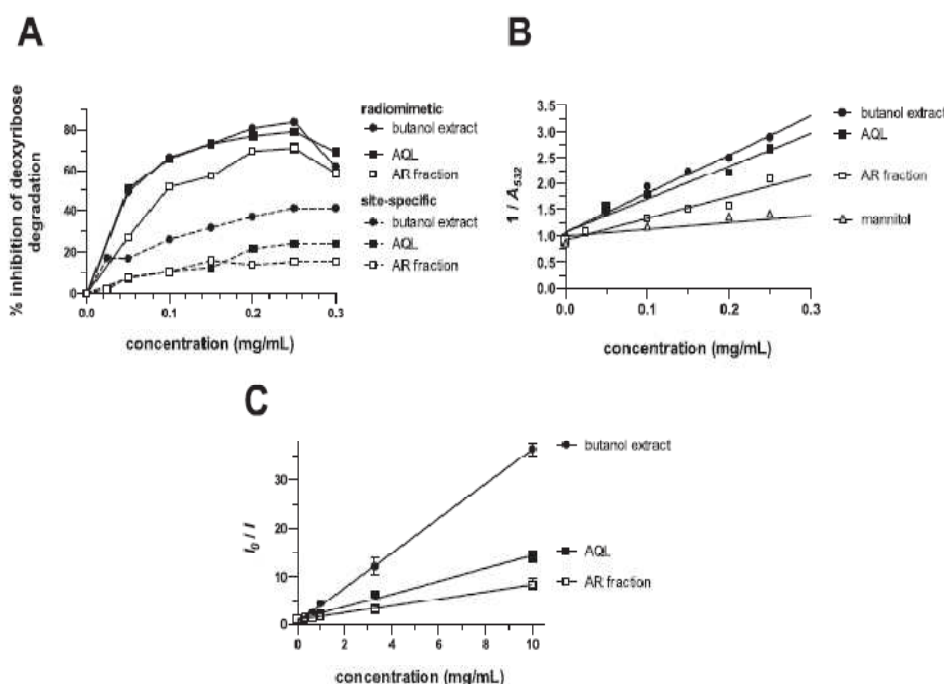 A
% inhibition of deoxyribose
degradation
80
60
40
20
0
0.0
0.1
0.2
0.3
concentration (mg/mL)
radiomimetic
butanol extract
AQL
AR fraction
site-specific
butanol extract
AQL
AR fraction
B
1 / A532
3.5
3.0
2.5
2.0
1.5
1.0
0.5
0.0
0.0
0.1
0.2
0.3
concentration (mg/mL)
butanol extract
AQL
AR fraction
mannitol
C
I0 / I
30
20
10
0
0
2
4
6
8
10
concentration (mg/mL)
butanol extract
AQL
AR fraction